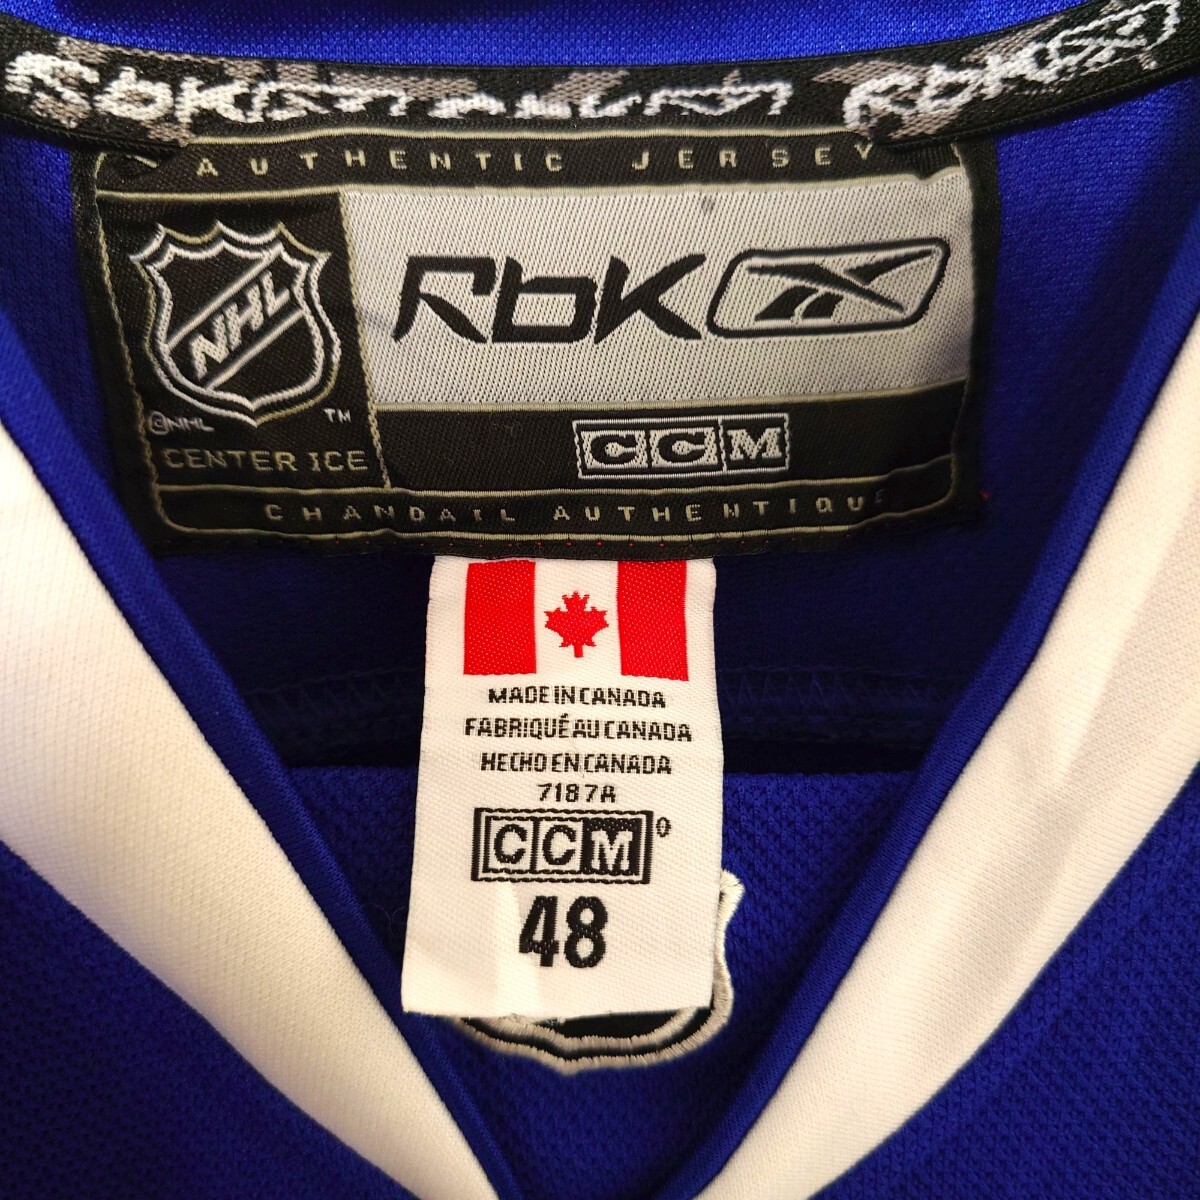 RbK RbK
AUTHENTIC JERSEY
NHL
RbK
©NHL TM
CENTER ICE
CCM
CHANDAIL AUTHENTIQUE
MADE IN CANADA
FABRIQUÉ AU CANADA
HECHO EN CANADA
7187A
CCM
48